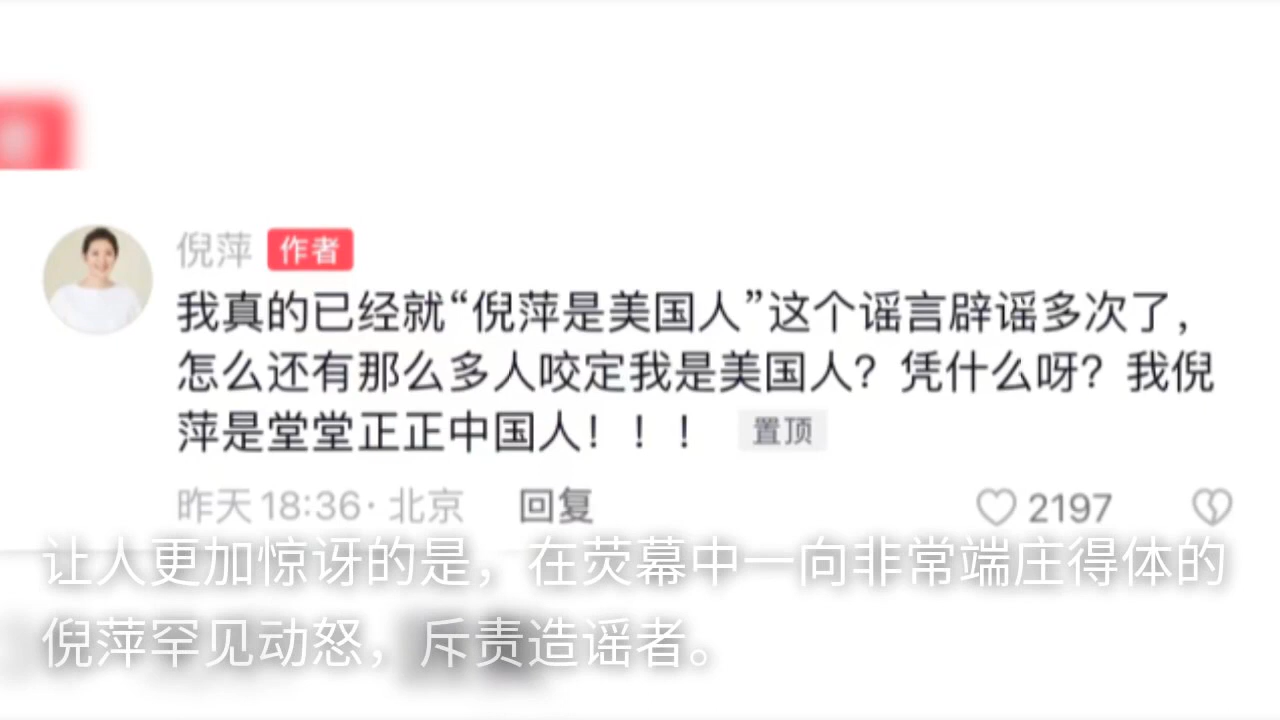 倪萍 作者
我真的已经就“倪萍是美国人”这个谣言辟谣多次了，
怎么还有那么多人咬定我是美国人？凭什么呀？我倪
萍是堂堂正正中国人！！！ 置顶
昨天18:36·北京 回复 2197
让人更加惊讶的是，在荧幕中一向非常端庄得体的
倪萍罕见动怒，斥责造谣者。